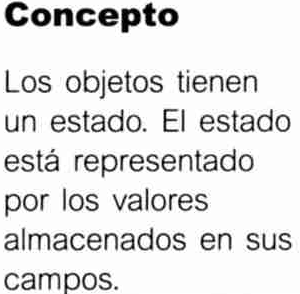 Concepto
Los objetos tienen
un estado. El estado
está representado
por los valores
almacenados en sus
campos.